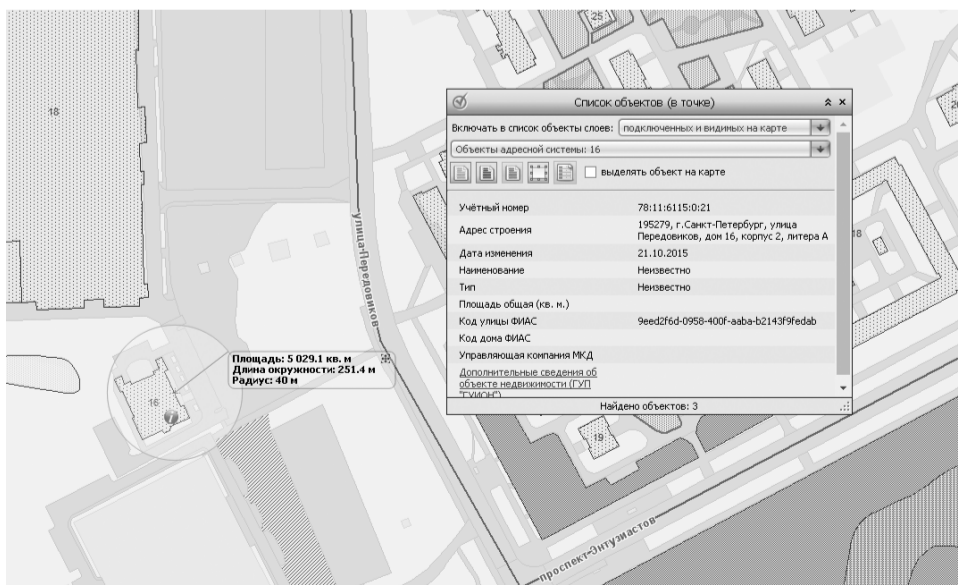 25
18
Список объектов (в точке)
Включать в список объекты слоев: подключенных и видимых на карте
Объекты адресной системы: 16
выделять объект на карте
Учётный номер 78:11:6115:0:21
Адрес строения 195279, г.Санкт-Петербург, улица
Передовиков, дом 16, корпус 2, литера А
Дата изменения 21.10.2015
Наименование Неизвестно
Тип Неизвестно
Площадь общая (кв. м.)
Код улицы ФИАС 9eed2f6d-0958-400f-aaba-b2143f9fedab
Код дома ФИАС
Управляющая компания МКД
Дополнительные сведения об
объекте недвижимости (ГУП
"ГУИОН")
Найдено объектов: 3
18
улица Передовиков
Площадь: 5 029.1 кв. м
Длина окружности: 251.4 м
Радиус: 40 м
16
19
проспект Энтузиастов